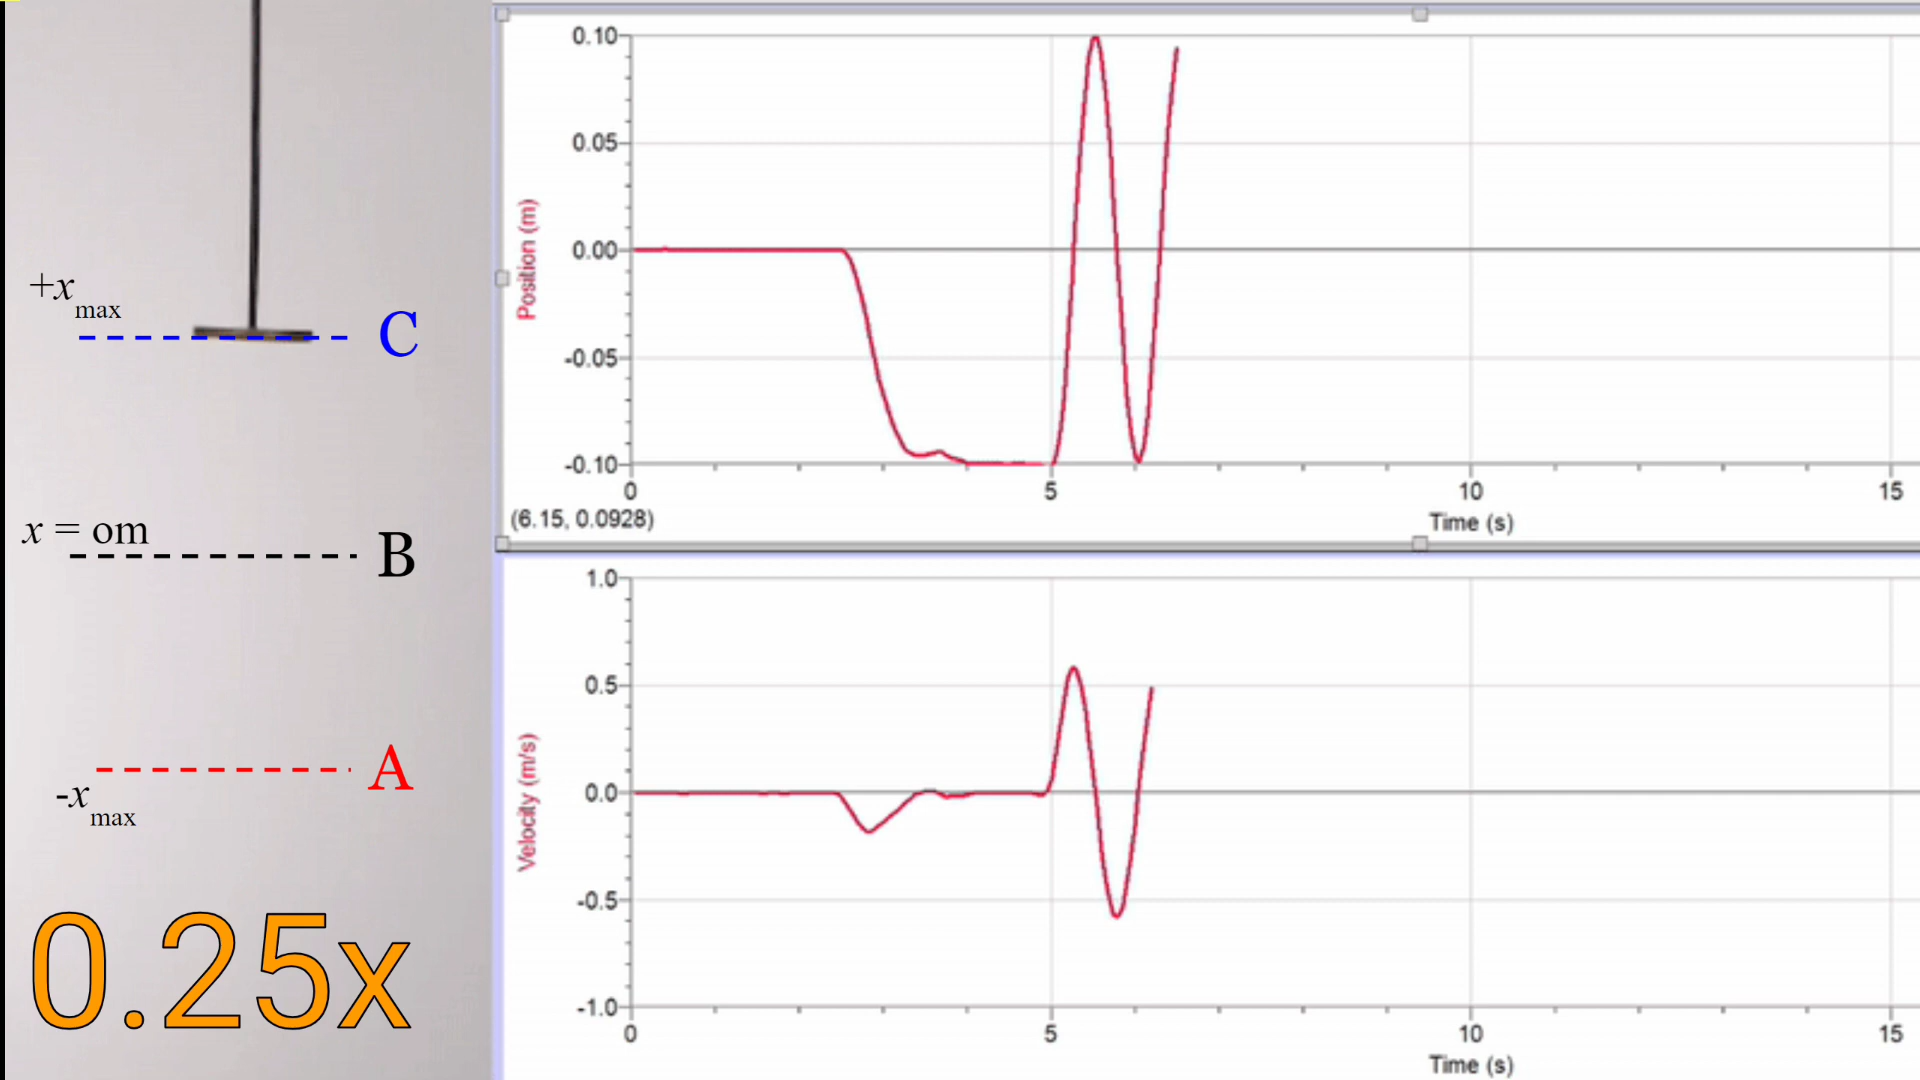 +x
max
C
x = om
B
A
-x
max
0.25x
0.10
0.05
0.00
-0.05
-0.10
Position (m)
0
5
10
15
(6.15, 0.0928)
Time (s)
1.0
0.5
0.0
-0.5
-1.0
Velocity (m/s)
0
5
10
15
Time (s)